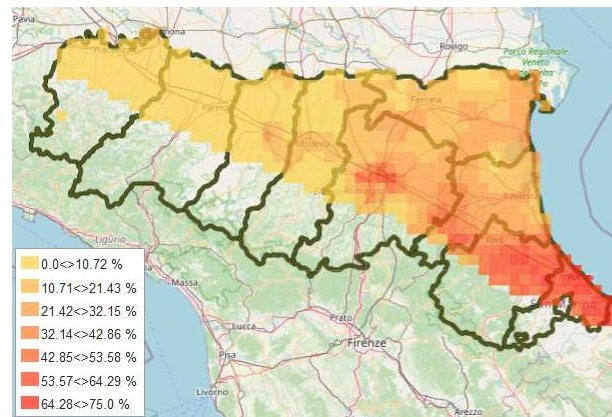 Pavia
Rovigo
Parco Regionale
Veneto
Ferrara
Parma
Modena
Ravenna
Forlì
Liguria
Massa
Lucca
Prato
Pisa
Firenze
Livorno
Arezzo
0.0<>10.72 %
10.71<>21.43 %
21.42<>32.15 %
32.14<>42.86 %
42.85<>53.58 %
53.57<>64.29 %
64.28<>75.0 %